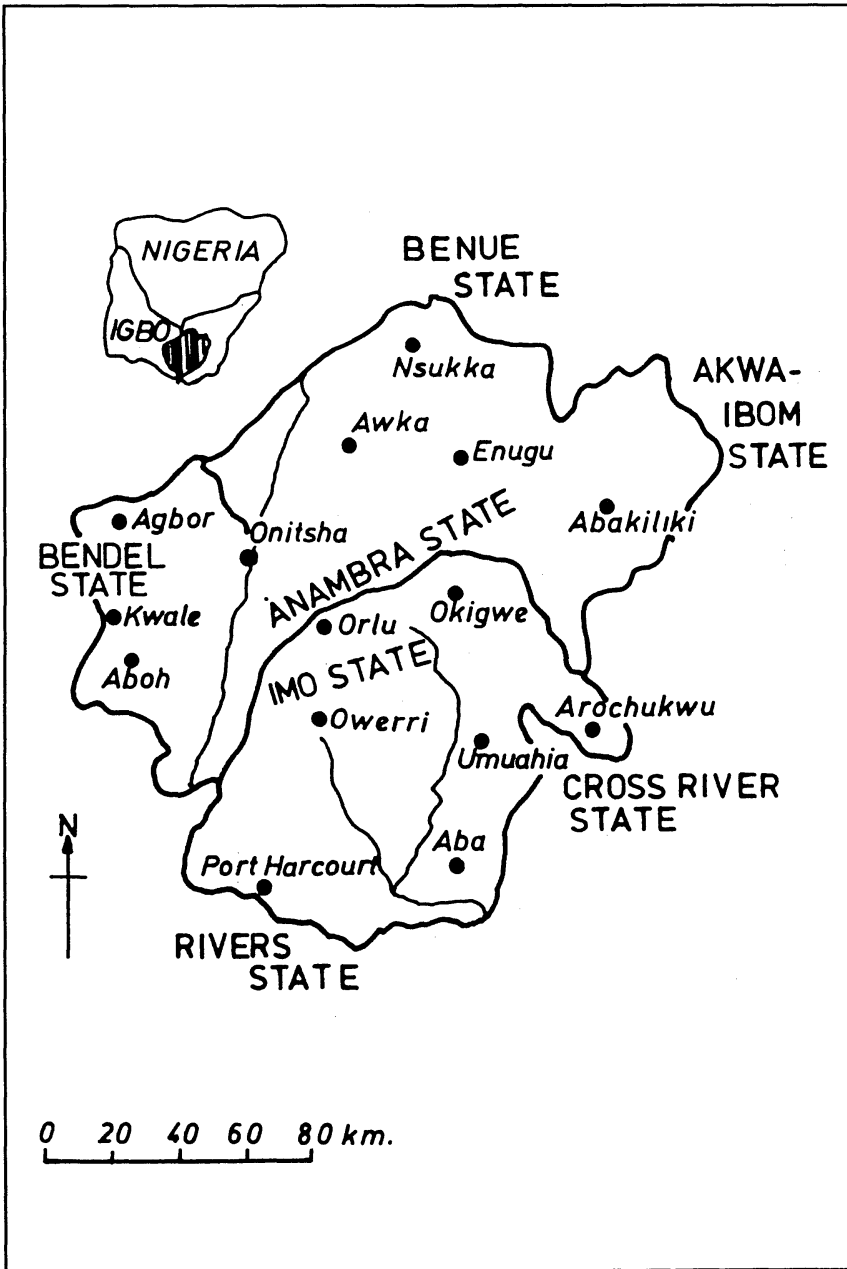 NIGERIA
IGBO
BENUE
STATE
Nsukka
AKWA-
IBOM
STATE
Awka
Enugu
Abakiliki
Agbor
Onitsha
BENDEL
STATE
ANAMBRA STATE
Kwale
Aboh
Orlu
Okigwe
IMO STATE
Owerri
Arochukwu
Umuahia
CROSS RIVER
STATE
N
Aba
Port Harcourt
RIVERS
STATE
0 20 40 60 80 km.